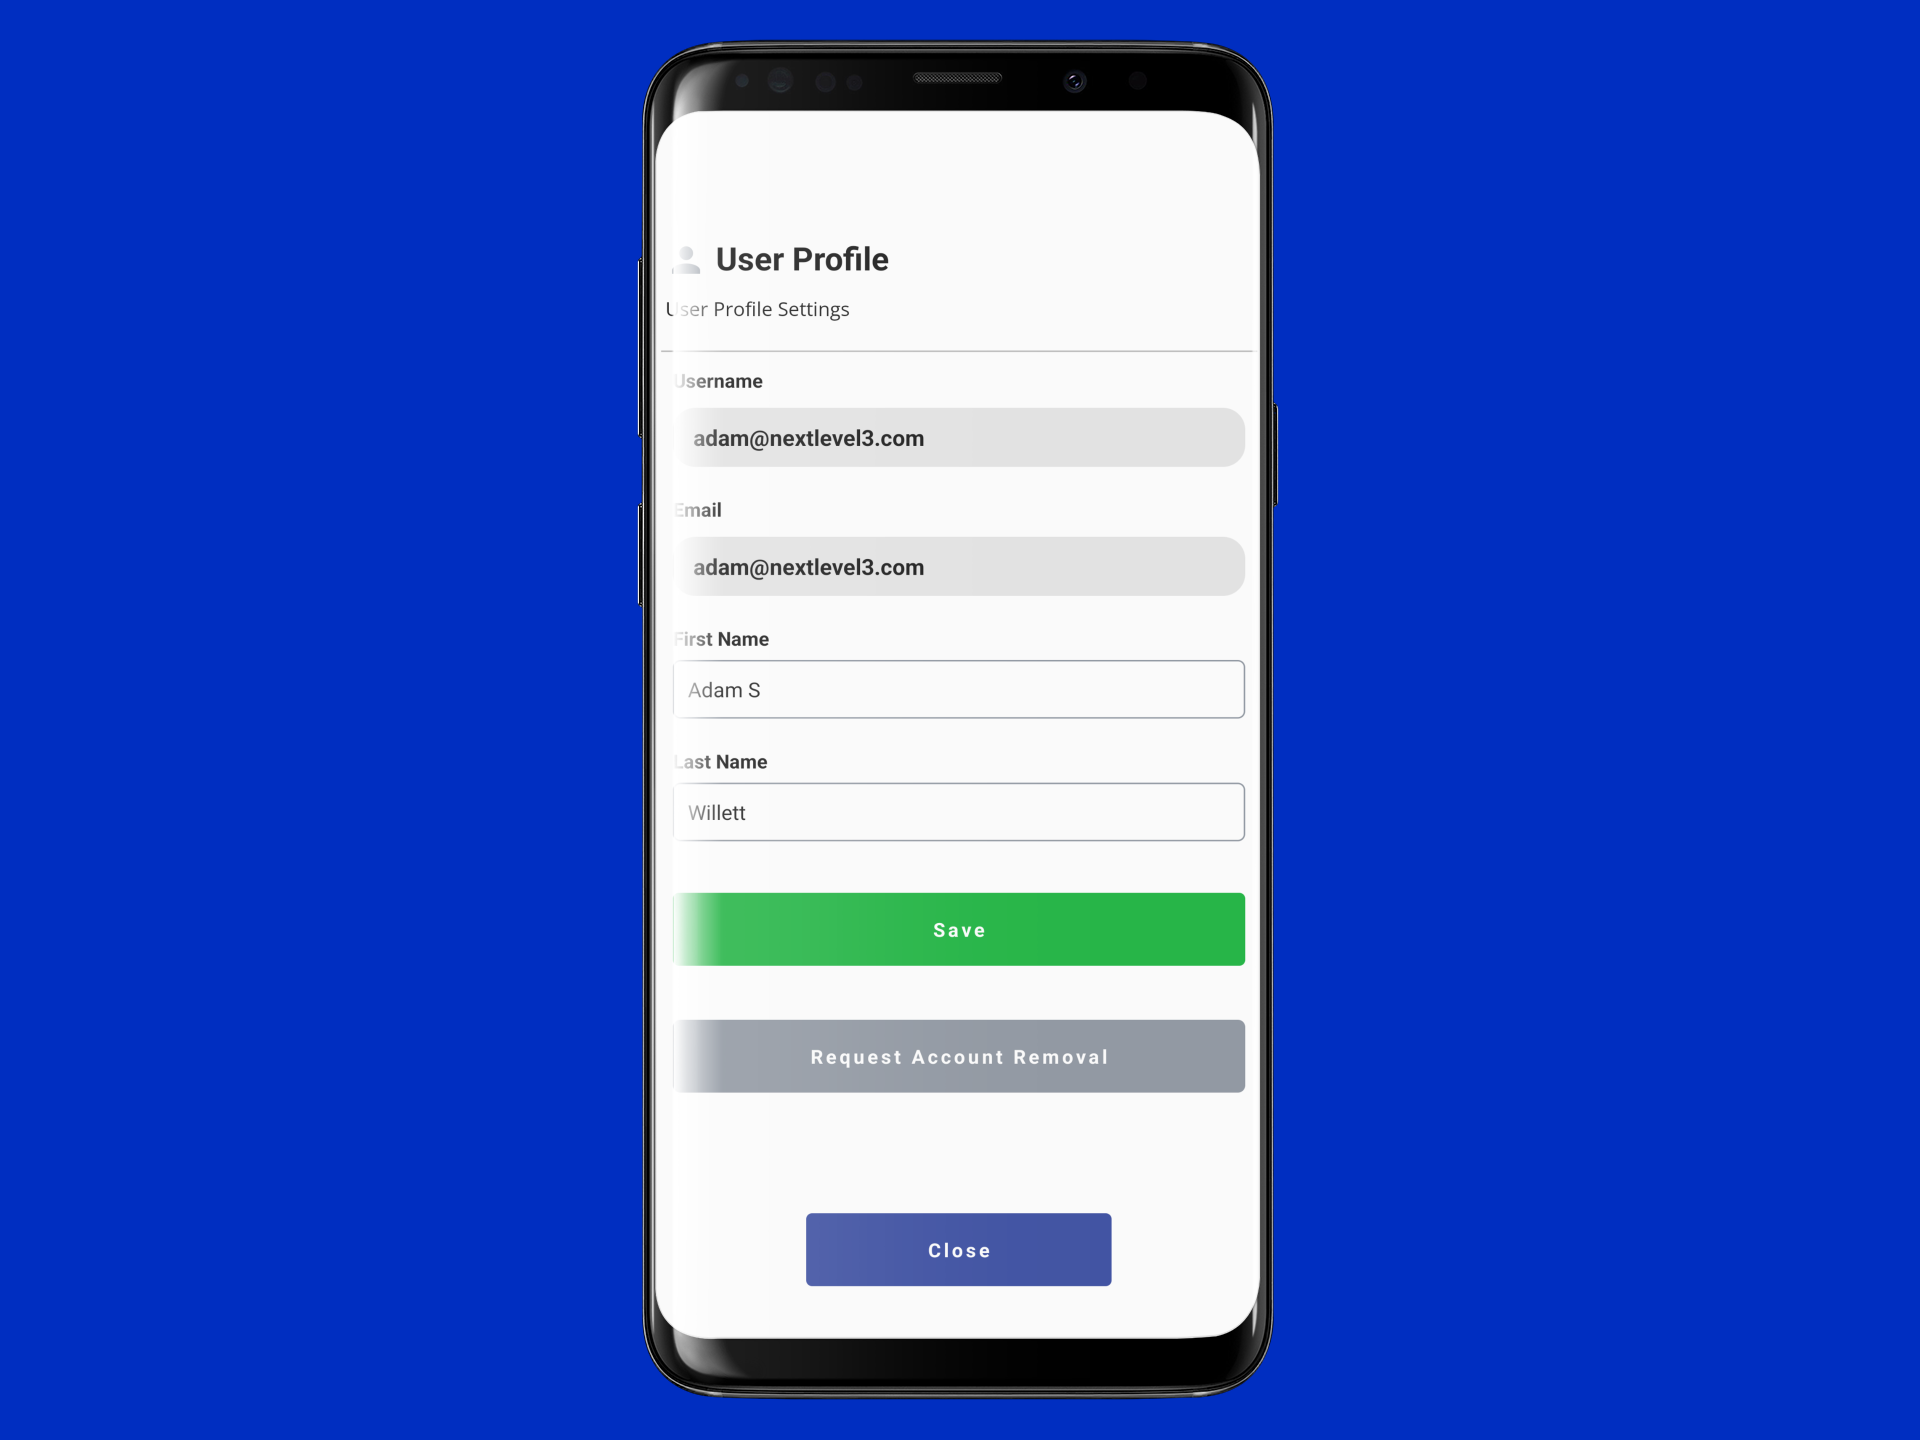 User Profile
User Profile Settings
Username
adam@nextlevel3.com
Email
adam@nextlevel3.com
First Name
Adam S
Last Name
Willett
Save
Request Account Removal
Close